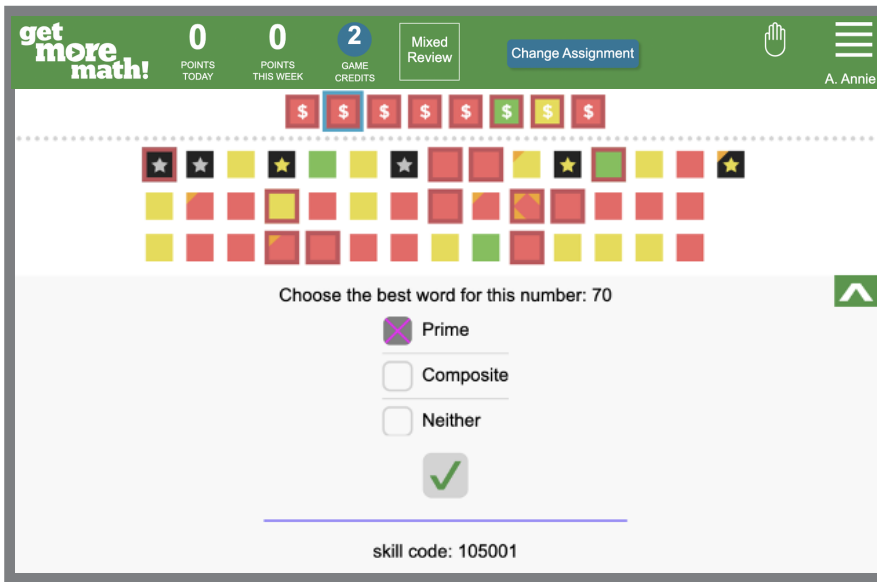 get
more
math!
0
POINTS
TODAY
0
POINTS
THIS WEEK
2
GAME
CREDITS
Mixed
Review
Change Assignment
A. Annie
$ $ $ $ $ $ $ $
Choose the best word for this number: 70
Prime
Composite
Neither
skill code: 105001